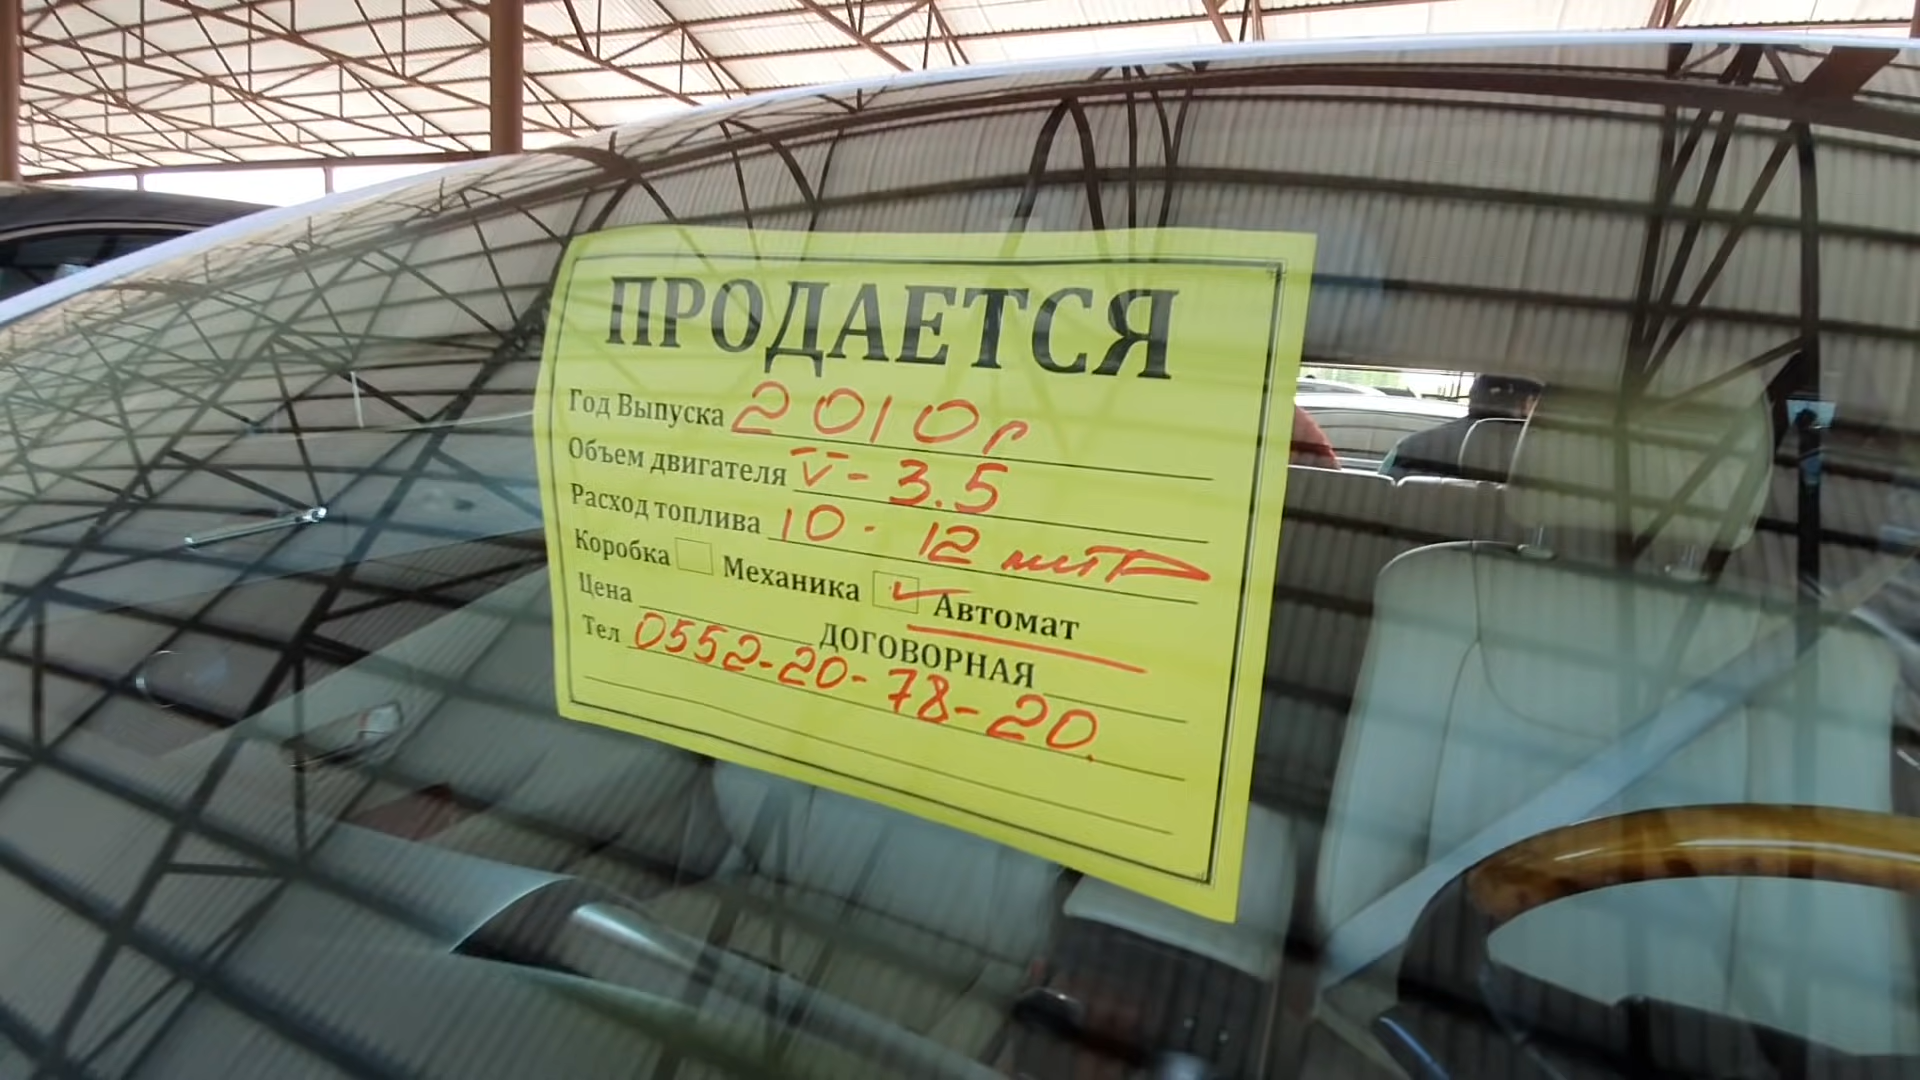 ПРОДАЕТСЯ
Год Выпуска 2010г
Объем двигателя V-3.5
Расход топлива 10-12 литр
Коробка Механика ✓ Автомат
Цена ДОГОВОРНАЯ
Тел 0552-20-78-20.